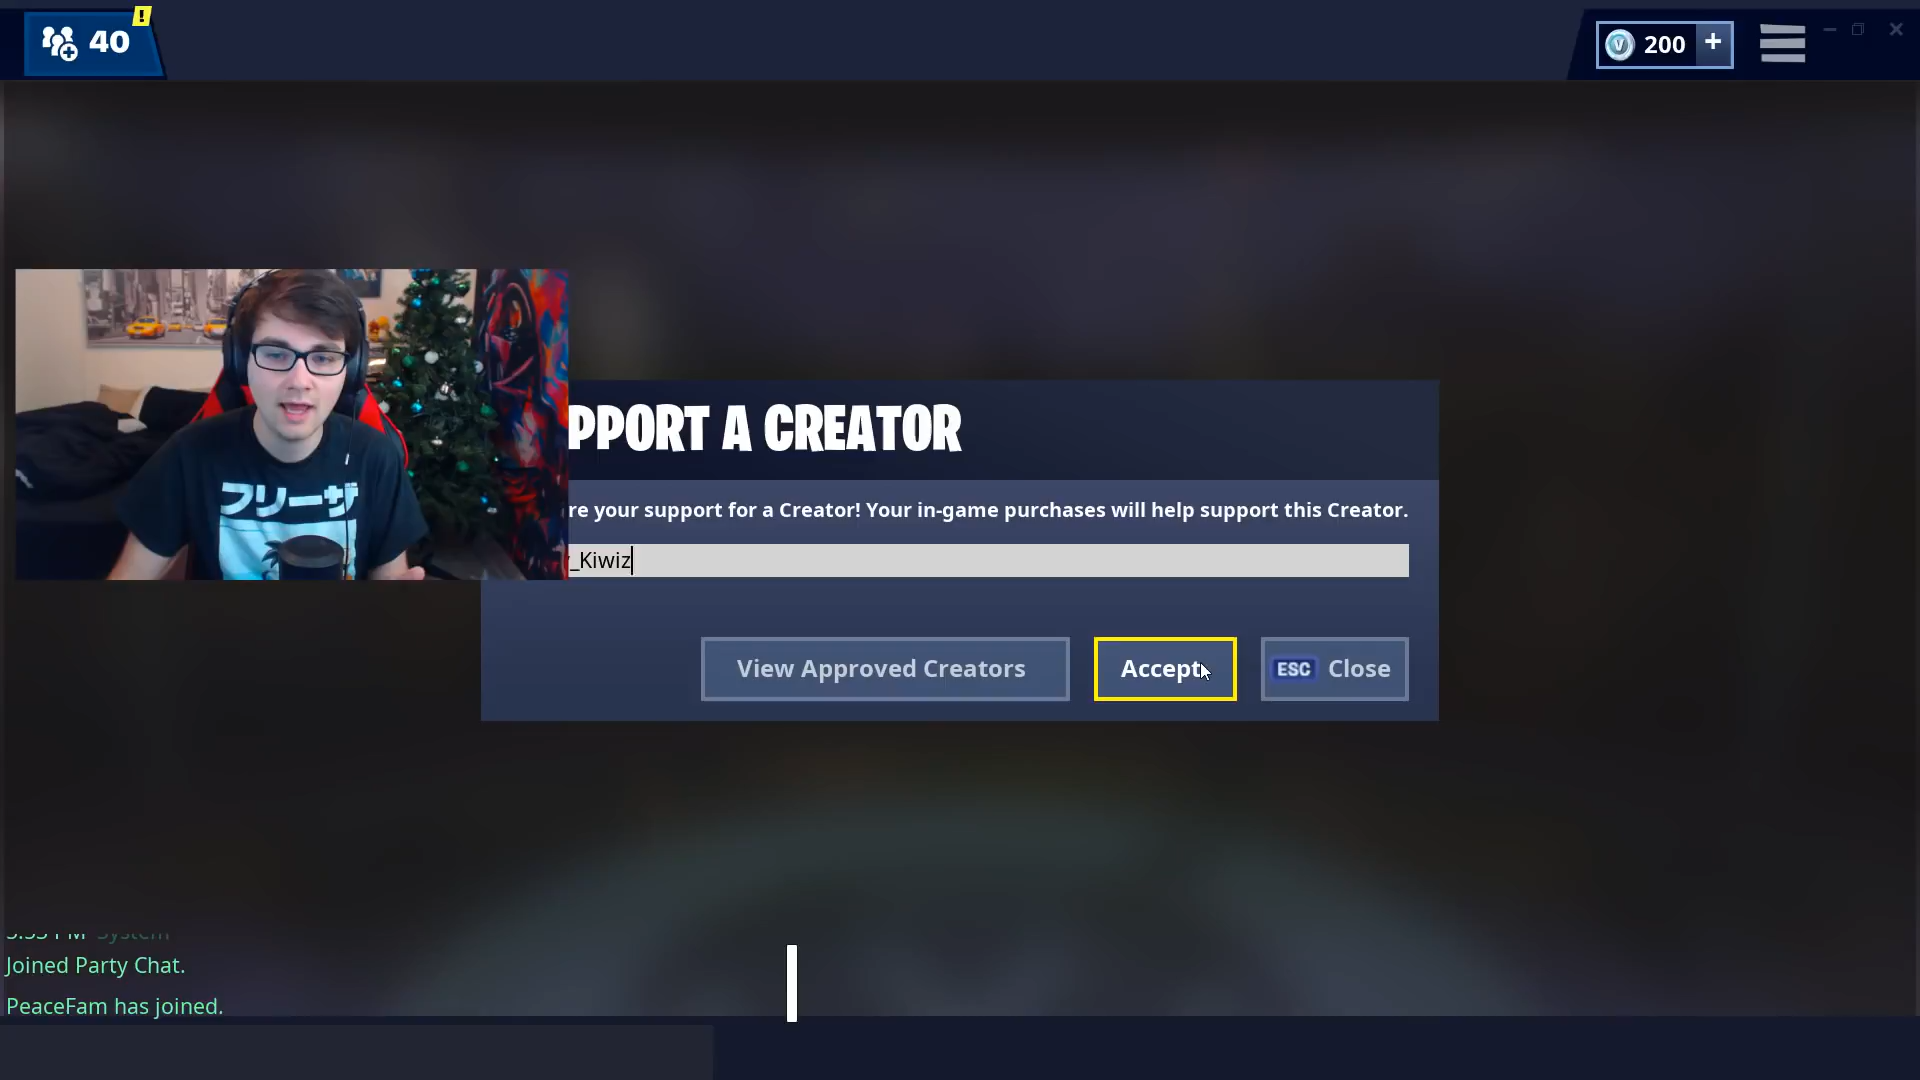 !
40
V 200 +
PPORT A CREATOR
re your support for a Creator! Your in-game purchases will help support this Creator.
_Kiwiz
フリーザ
View Approved Creators
Accept
ESC Close
System
Joined Party Chat.
PeaceFam has joined.